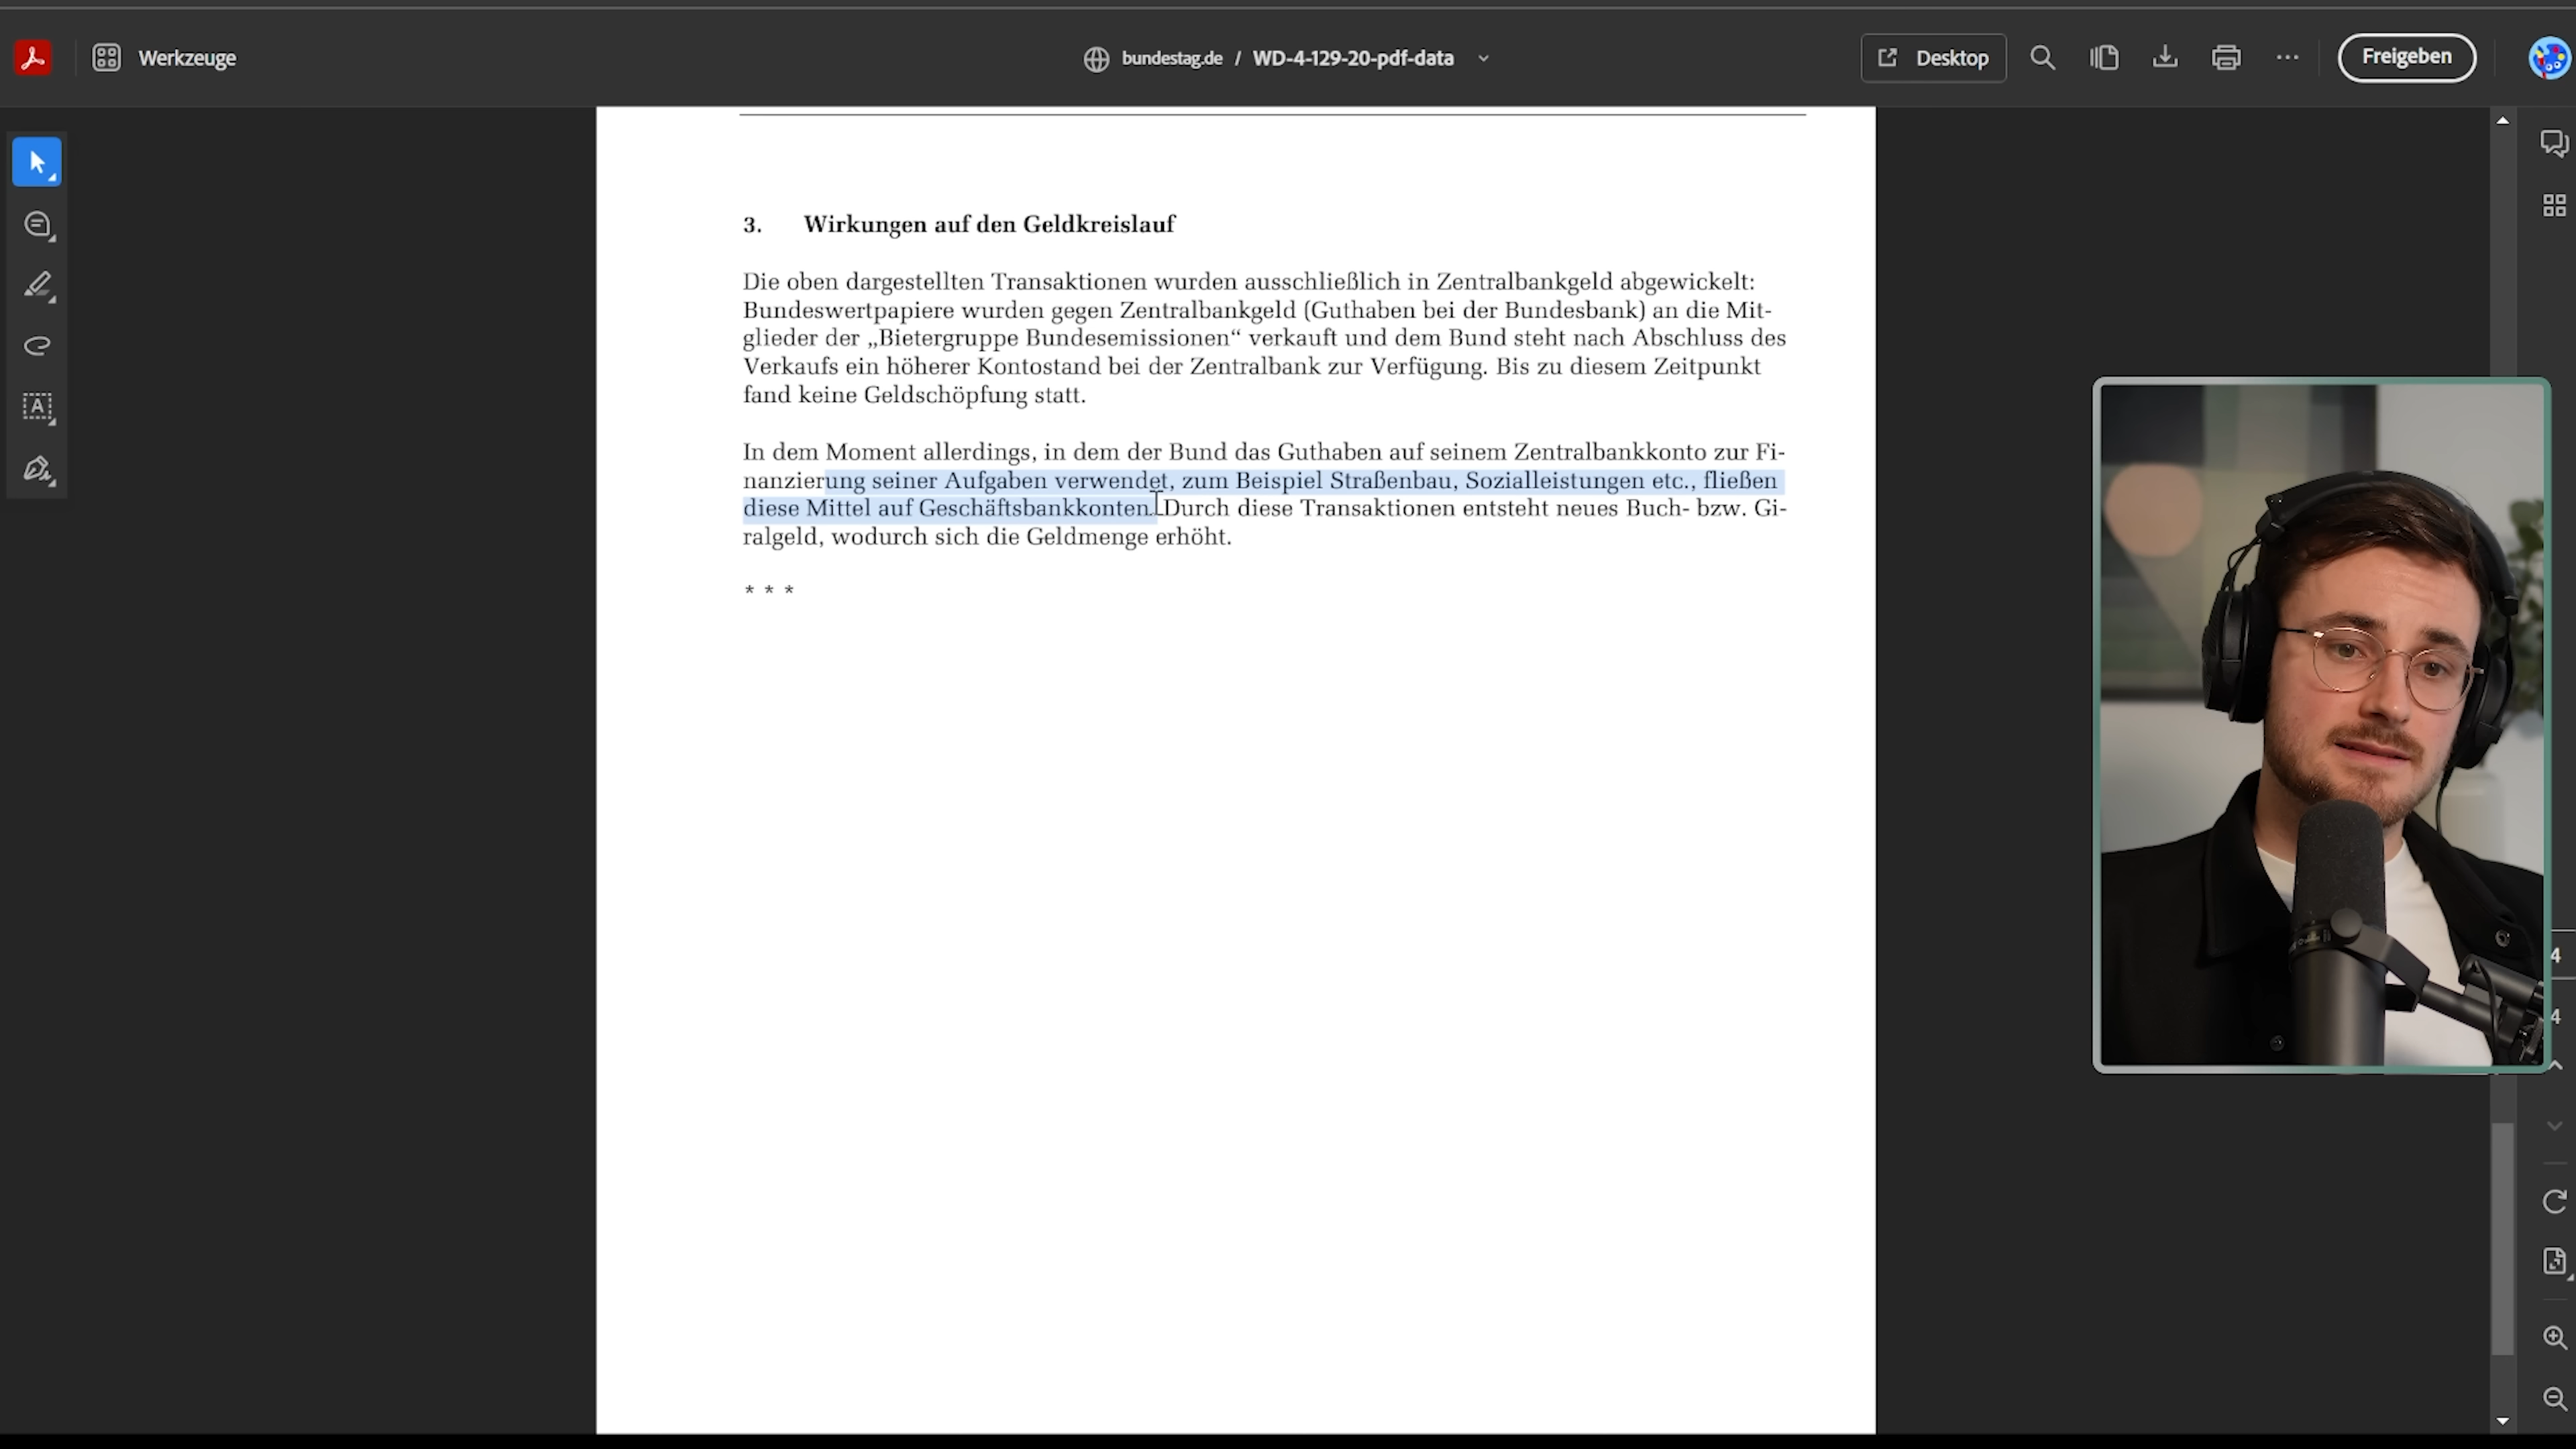 Werkzeuge
bundestag.de / WD-4-129-20-pdf-data
Desktop
Freigeben
3. Wirkungen auf den Geldkreislauf
Die oben dargestellten Transaktionen wurden ausschließlich in Zentralbankgeld abgewickelt:
Bundeswertpapiere wurden gegen Zentralbankgeld (Guthaben bei der Bundesbank) an die Mit-
glieder der „Bietergruppe Bundesemissionen“ verkauft und dem Bund steht nach Abschluss des
Verkaufs ein höherer Kontostand bei der Zentralbank zur Verfügung. Bis zu diesem Zeitpunkt
fand keine Geldschöpfung statt.
In dem Moment allerdings, in dem der Bund das Guthaben auf seinem Zentralbankkonto zur Fi-
nanzierung seiner Aufgaben verwendet, zum Beispiel Straßenbau, Sozialleistungen etc., fließen
diese Mittel auf Geschäftsbankkonten. Durch diese Transaktionen entsteht neues Buch- bzw. Gi-
ralgeld, wodurch sich die Geldmenge erhöht.
* * *
4
4